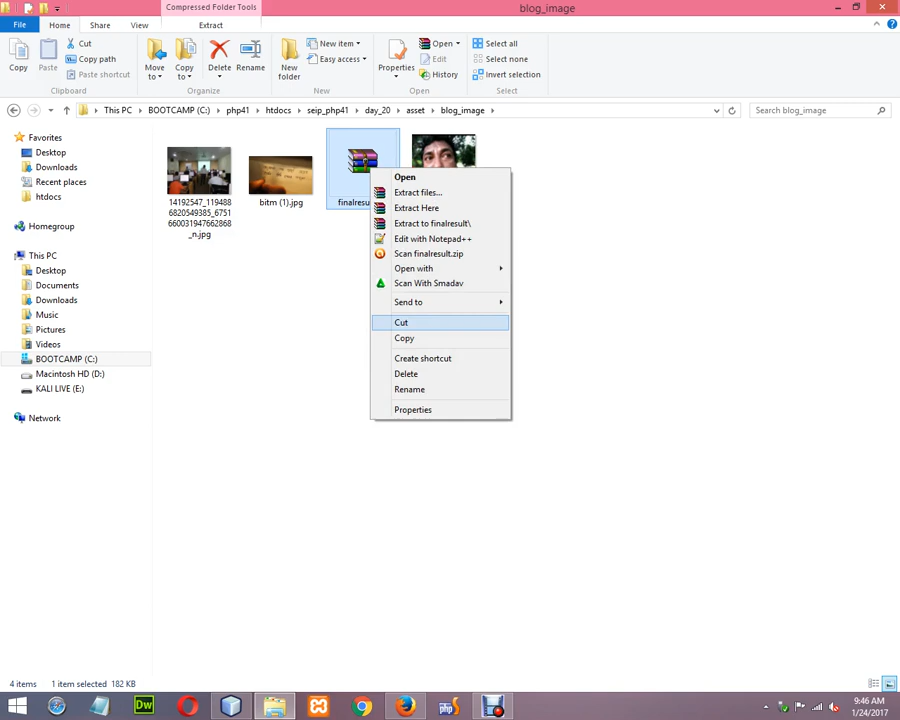 Compressed Folder Tools
blog_image
File
Home
Share
View
Extract
Copy
Paste
Cut
Copy path
Paste shortcut
Clipboard
Move to
Copy to
Delete
Rename
Organize
New folder
New item
Easy access
New
Properties
Open
Edit
History
Open
Select all
Select none
Invert selection
Select
This PC
BOOTCAMP (C:)
php41
htdocs
seip_php41
day_20
asset
blog_image
Search blog_image
Favorites
Desktop
Downloads
Recent places
htdocs
Homegroup
This PC
Desktop
Documents
Downloads
Music
Pictures
Videos
BOOTCAMP (C:)
Macintosh HD (D:)
KALI LIVE (E:)
Network
14192547_119488
6820549385_6751
660031947662868
_n.jpg
bitm (1).jpg
finalresu
Open
Extract files...
Extract Here
Extract to finalresult\
Edit with Notepad++
Scan finalresult.zip
Open with
Scan With Smadav
Send to
Cut
Copy
Create shortcut
Delete
Rename
Properties
4 items
1 item selected 182 KB
Dw
php
9:46 AM
1/24/2017